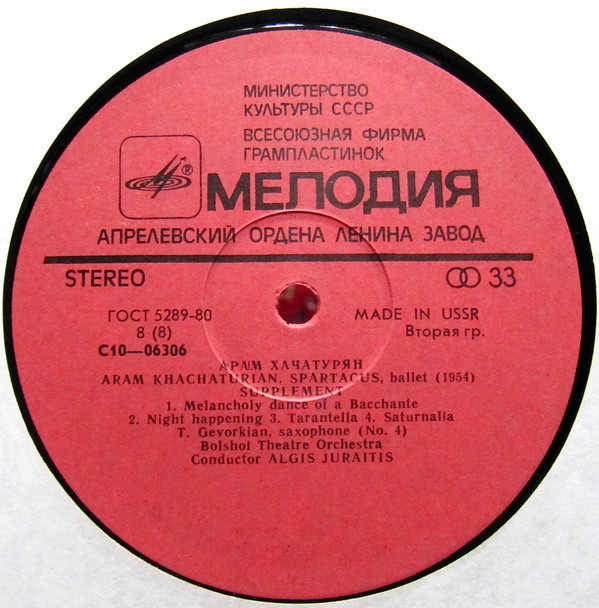 МИНИСТЕРСТВО
КУЛЬТУРЫ СССР
ВСЕСОЮЗНАЯ ФИРМА
ГРАМПЛАСТИНОК
®
МЕЛОДИЯ
АПРЕЛЕВСКИЙ ОРДЕНА ЛЕНИНА ЗАВОД
STEREO 33
ГОСТ 5289-80 MADE IN USSR
8 (8) Вторая гр.
С10—06306
АРАМ ХАЧАТУРЯН
ARAM KHACHATURIAN. SPARTACUS, ballet (1954)
SUPPLEMENT
1. Melancholy dance of a Bacchante
2. Night happening 3. Tarantella 4. Saturnalia
T. Gevorkian, saxophone (No. 4)
Bolshoi Theatre Orchestra
Conductor ALGIS JURAITIS